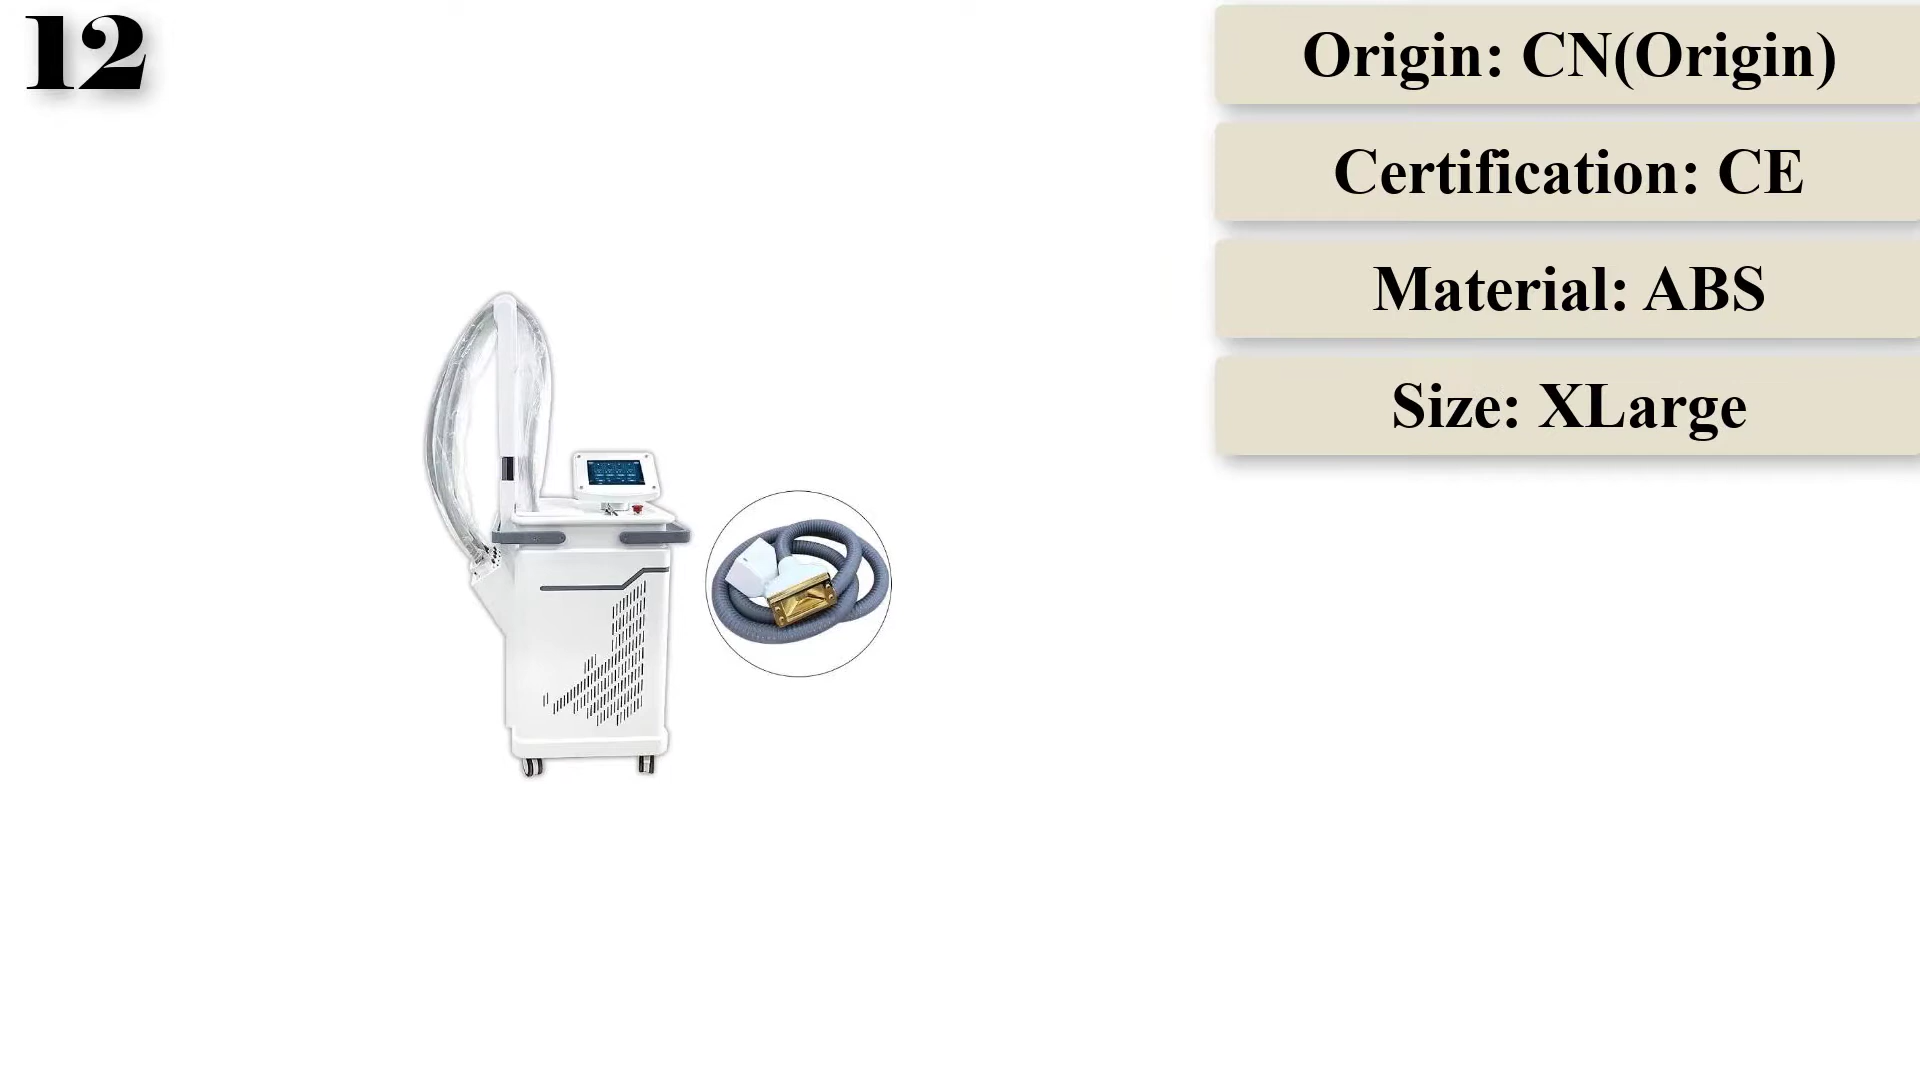 12
Origin: CN(Origin)
Certification: CE
Material: ABS
Size: XLarge